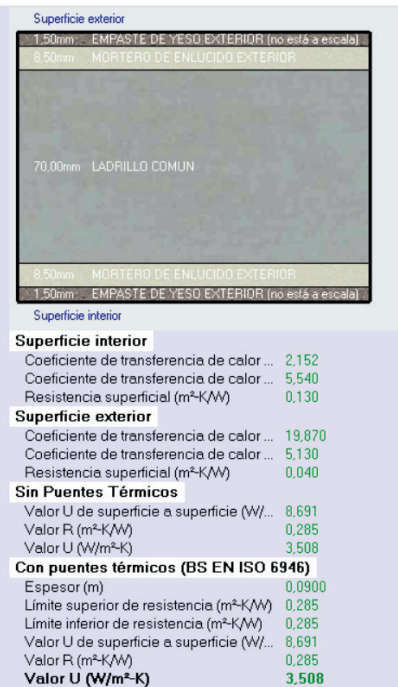 Superficie exterior
1,50mm EMPASTE DE YESO EXTERIOR (no está a escala)
8,50mm MORTERO DE ENLUCIDO EXTERIOR
70,00mm LADRILLO COMUN
8,50mm MORTERO DE ENLUCIDO EXTERIOR
1,50mm EMPASTE DE YESO EXTERIOR (no está a escala)
Superficie interior
Superficie interior
Coeficiente de transferencia de calor ... 2,152
Coeficiente de transferencia de calor ... 5,540
Resistencia superficial (m²-K/W) 0,130
Superficie exterior
Coeficiente de transferencia de calor ... 19,870
Coeficiente de transferencia de calor ... 5,130
Resistencia superficial (m²-K/W) 0,040
Sin Puentes Térmicos
Valor U de superficie a superficie (W/... 8,691
Valor R (m²-K/W) 0,285
Valor U (W/m²-K) 3,508
Con puentes térmicos (BS EN ISO 6946)
Espesor (m) 0,0900
Límite superior de resistencia (m²-K/W) 0,285
Límite inferior de resistencia (m²-K/W) 0,285
Valor U de superficie a superficie (W/... 8,691
Valor R (m²-K/W) 0,285
Valor U (W/m²-K) 3,508